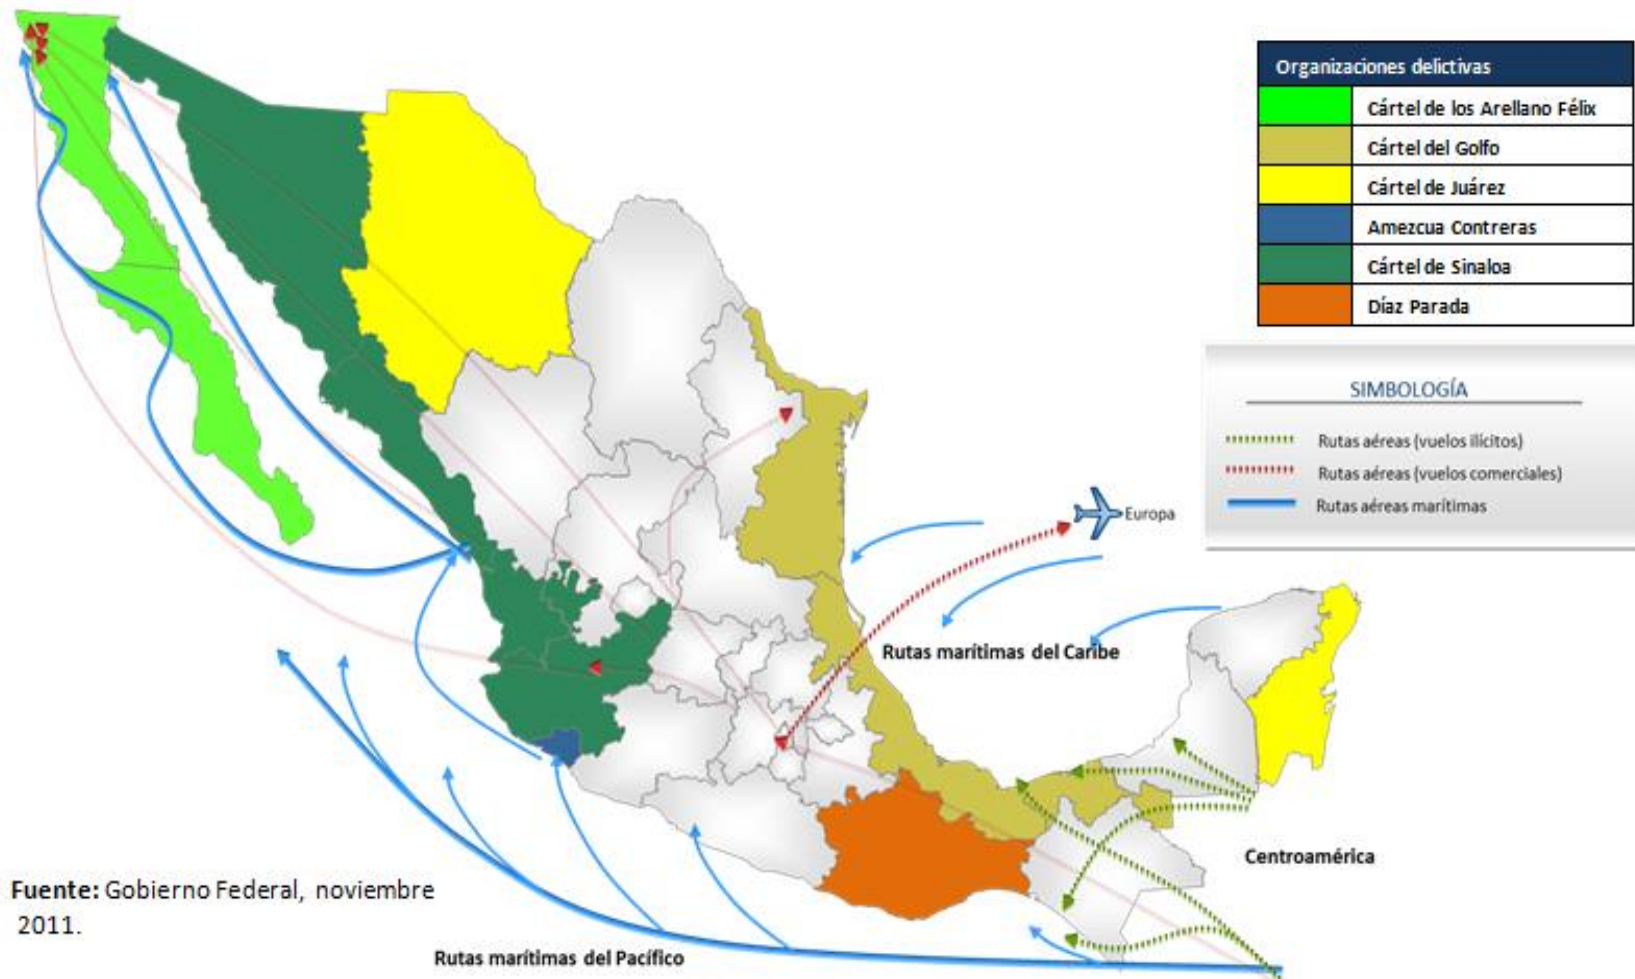 Organizaciones delictivas
Cártel de los Arellano Félix
Cártel del Golfo
Cártel de Juárez
Amezcua Contreras
Cártel de Sinaloa
Díaz Parada
SIMBOLOGÍA
Rutas aéreas (vuelos ilícitos)
Rutas aéreas (vuelos comerciales)
Rutas aéreas marítimas
Europa
Rutas marítimas del Caribe
Centroamérica
Fuente: Gobierno Federal, noviembre
2011.
Rutas marítimas del Pacífico